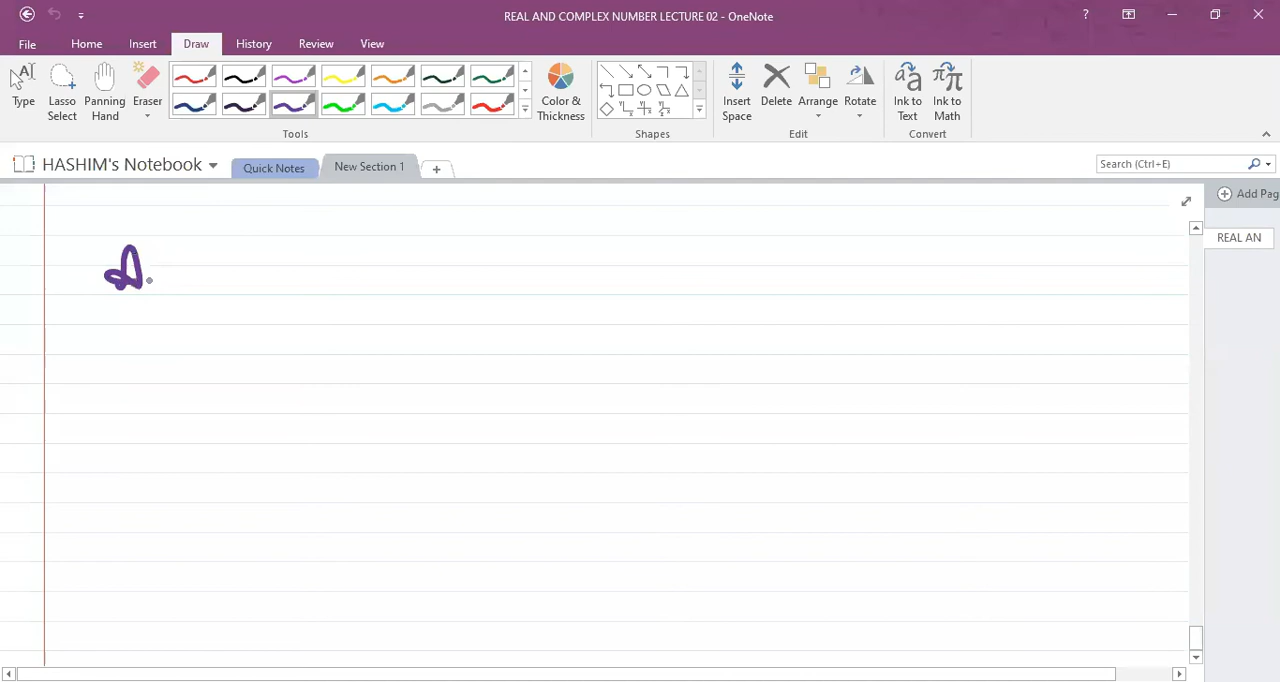 REAL AND COMPLEX NUMBER LECTURE 02 - OneNote
?
File Home Insert Draw History Review View
Type Lasso Select Panning Hand Eraser
Color & Thickness
Insert Space Delete Arrange Rotate
Ink to Text Ink to Math
Tools Shapes Edit Convert
HASHIM's Notebook Quick Notes New Section 1
Search (Ctrl+E)
Add Pag
REAL AN